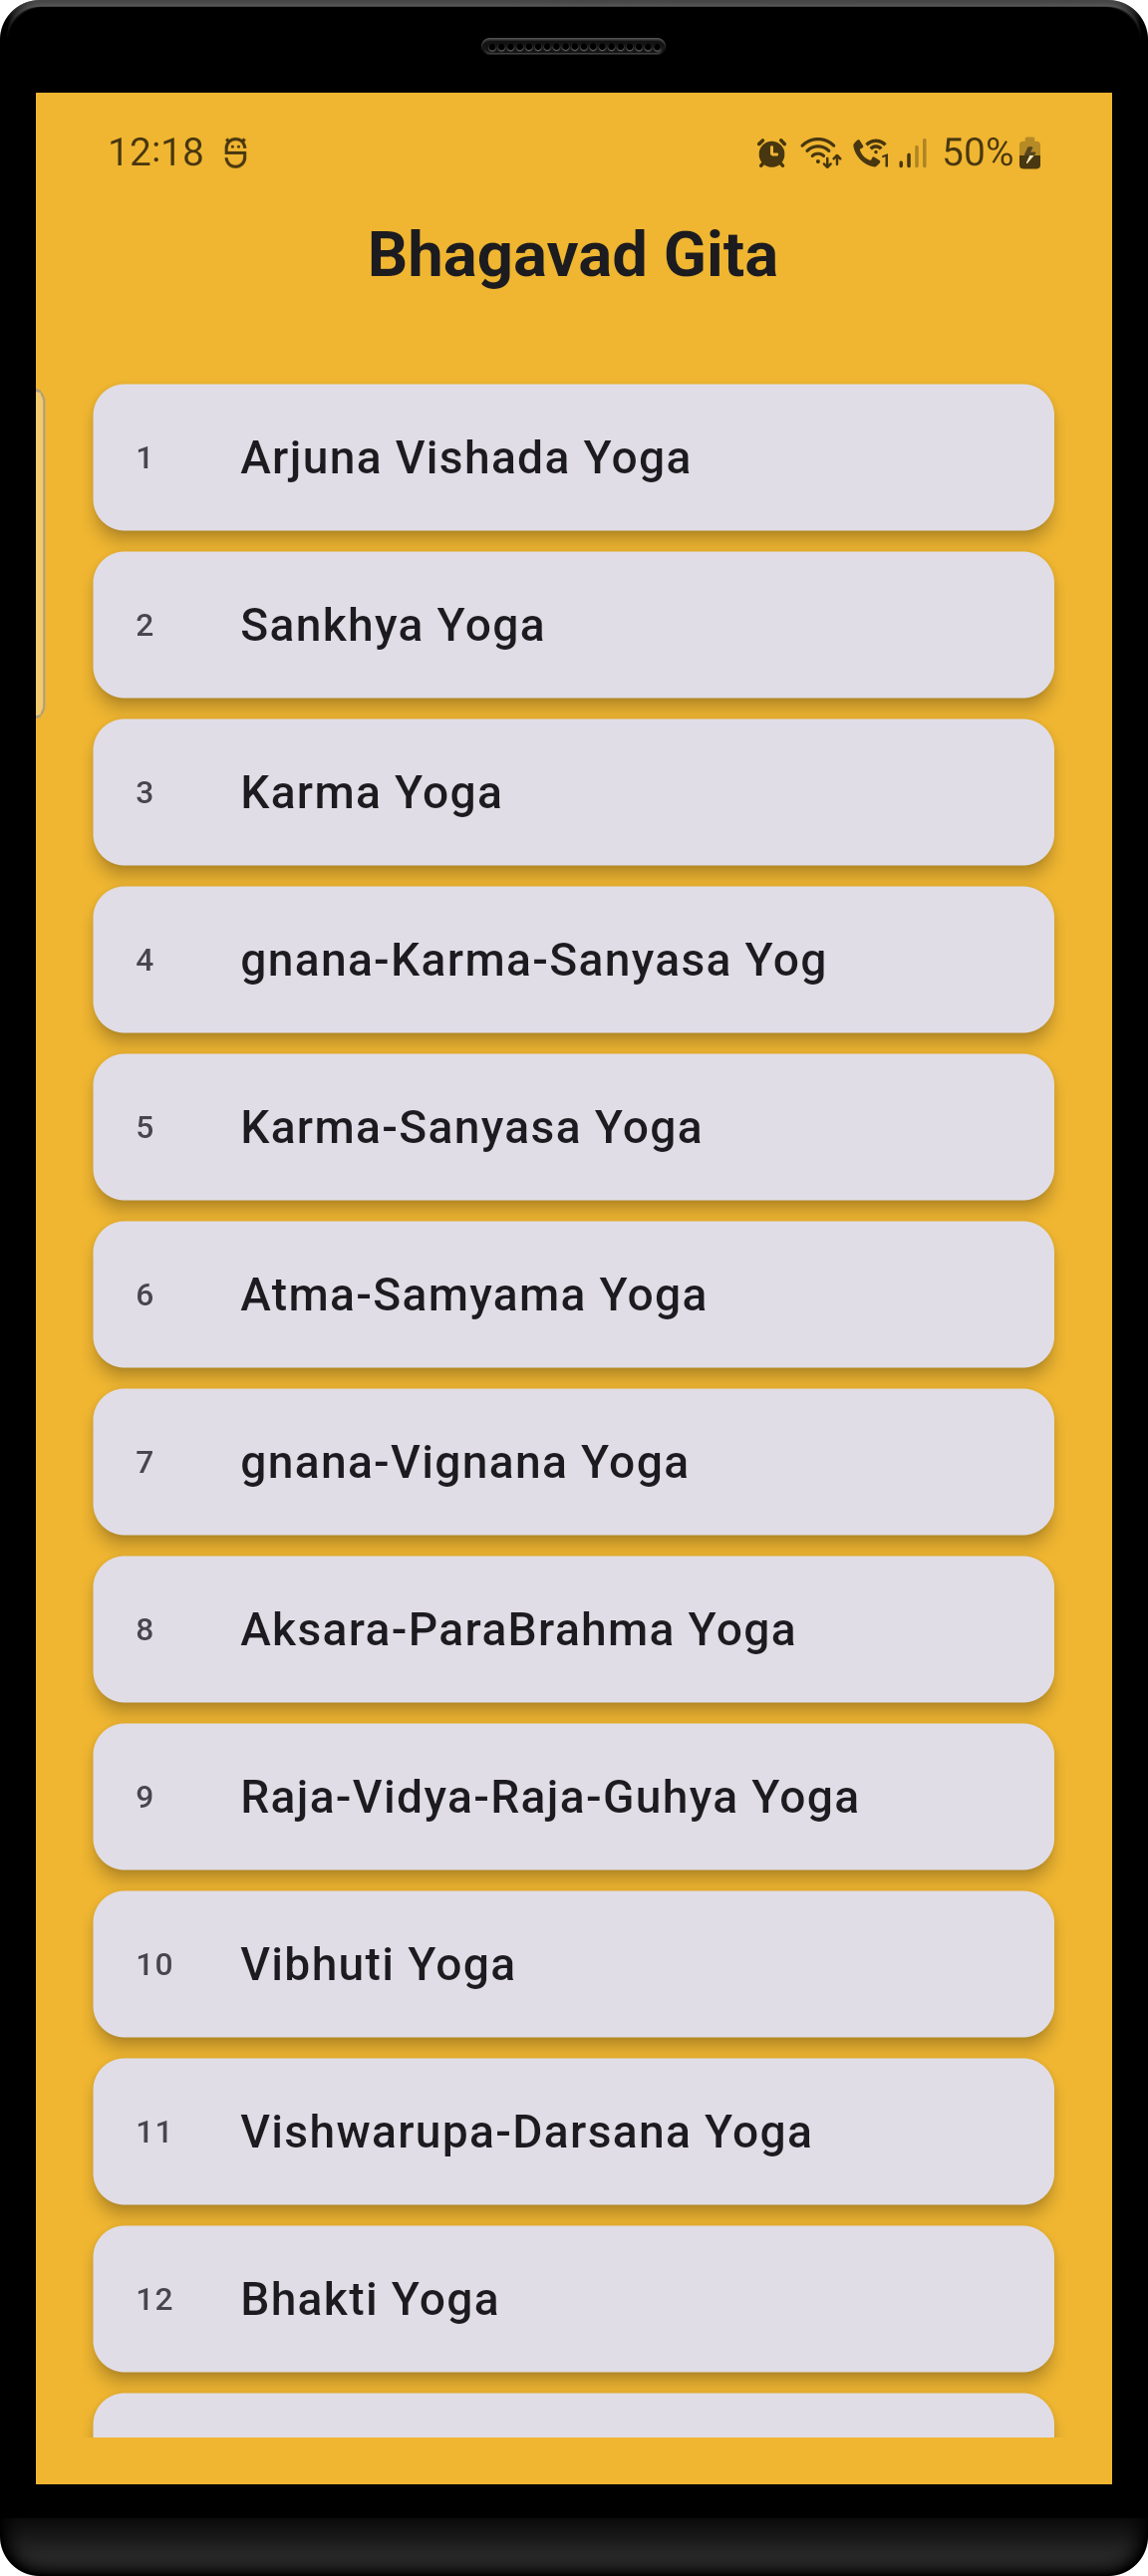 12:18 50%
Bhagavad Gita
1 Arjuna Vishada Yoga
2 Sankhya Yoga
3 Karma Yoga
4 gnana-Karma-Sanyasa Yog
5 Karma-Sanyasa Yoga
6 Atma-Samyama Yoga
7 gnana-Vignana Yoga
8 Aksara-ParaBrahma Yoga
9 Raja-Vidya-Raja-Guhya Yoga
10 Vibhuti Yoga
11 Vishwarupa-Darsana Yoga
12 Bhakti Yoga